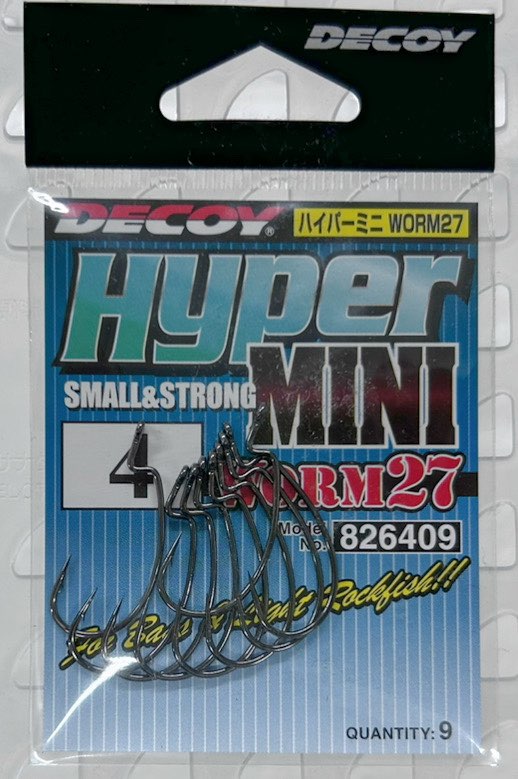 DECOY
DECOY®
ハイパーミニ WORM27
Hyper
SMALL&STRONG
MINI
4
WORM27
Model No. 826409
For Bass & Light Rockfish!!
QUANTITY: 9